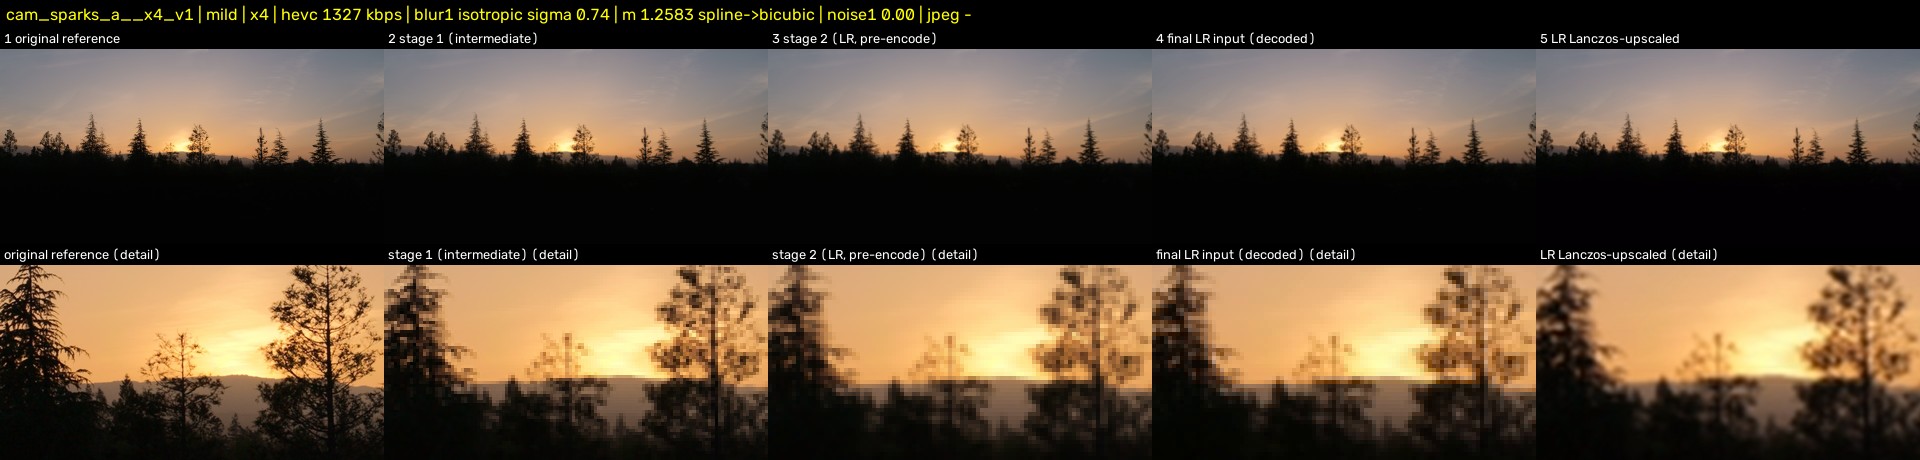 cam_sparks_a__x4_v1 | mild | x4 | hevc 1327 kbps | blur1 isotropic sigma 0.74 | m 1.2583 spline->bicubic | noise1 0.00 | jpeg -
1 original reference
2 stage 1 (intermediate)
3 stage 2 (LR, pre-encode)
4 final LR input (decoded)
5 LR Lanczos-upscaled
original reference (detail)
stage 1 (intermediate) (detail)
stage 2 (LR, pre-encode) (detail)
final LR input (decoded) (detail)
LR Lanczos-upscaled (detail)